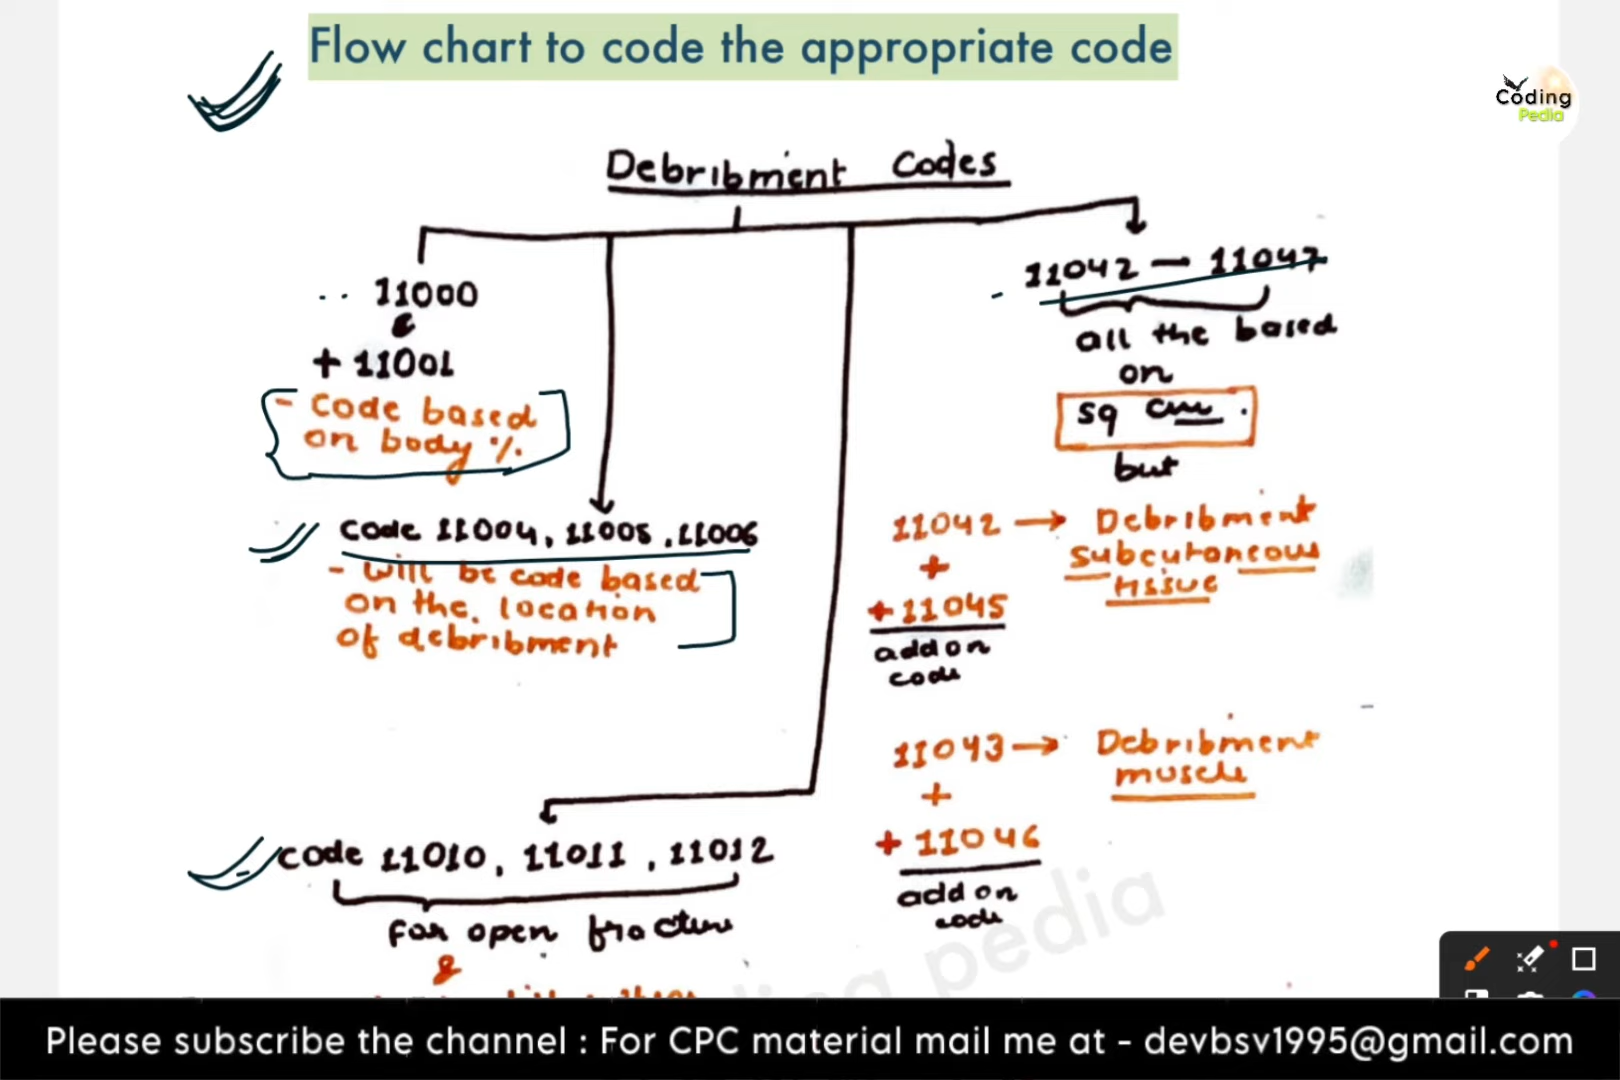 Flow chart to code the appropriate code
Coding
Pedia
Debribment Codes
11000
&
+ 11001
- Code based
on body %.
Code 11004, 11005, 11006
- Will be code based
on the location
of debribment
Code 11010, 11011, 11012
For open fracture
&
11042 — 11047
all the based
on
sq cm.
but
11042 → Debribment
subcutaneous
tissue
+
+ 11045
add on
code
11043 → Debribment
muscle
+
+ 11046
add on
code
pedia
Please subscribe the channel : For CPC material mail me at - devbsv1995@gmail.com